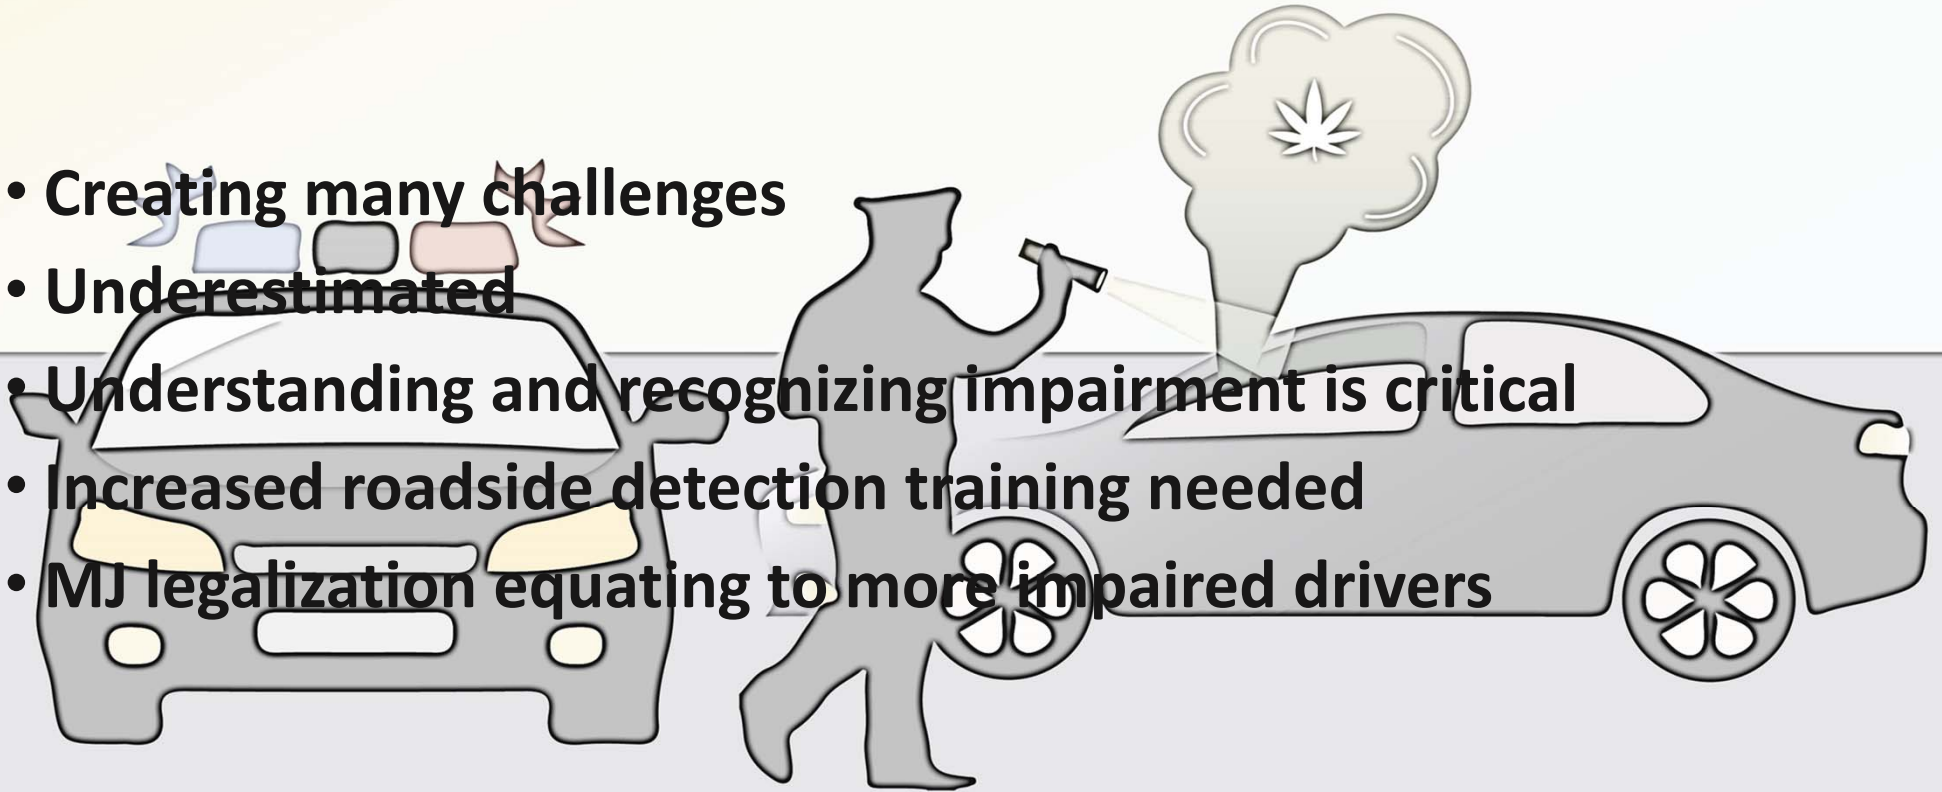 • Creating many challenges
• Underestimated
• Understanding and recognizing impairment is critical
• Increased roadside detection training needed
• MJ legalization equating to more impaired drivers